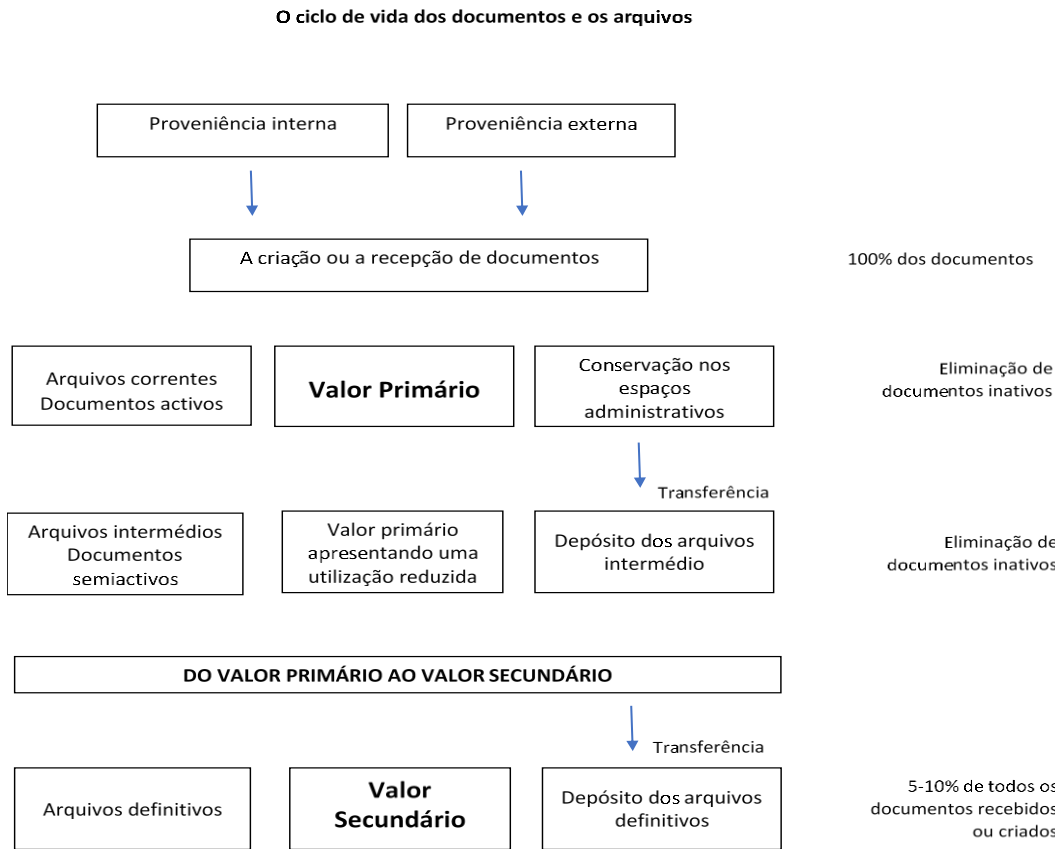 O ciclo de vida dos documentos e os arquivos
Proveniência interna
Proveniência externa
A criação ou a recepção de documentos
100% dos documentos
Arquivos correntes
Documentos activos
Valor Primário
Conservação nos
espaços
administrativos
Eliminação de
documentos inativos
Transferência
Arquivos intermédios
Documentos
semiactivos
Valor primário
apresentando uma
utilização reduzida
Depósito dos arquivos
intermédio
Eliminação de
documentos inativos
DO VALOR PRIMÁRIO AO VALOR SECUNDÁRIO
Transferência
Arquivos definitivos
Valor
Secundário
Depósito dos arquivos
definitivos
5-10% de todos os
documentos recebidos
ou criados